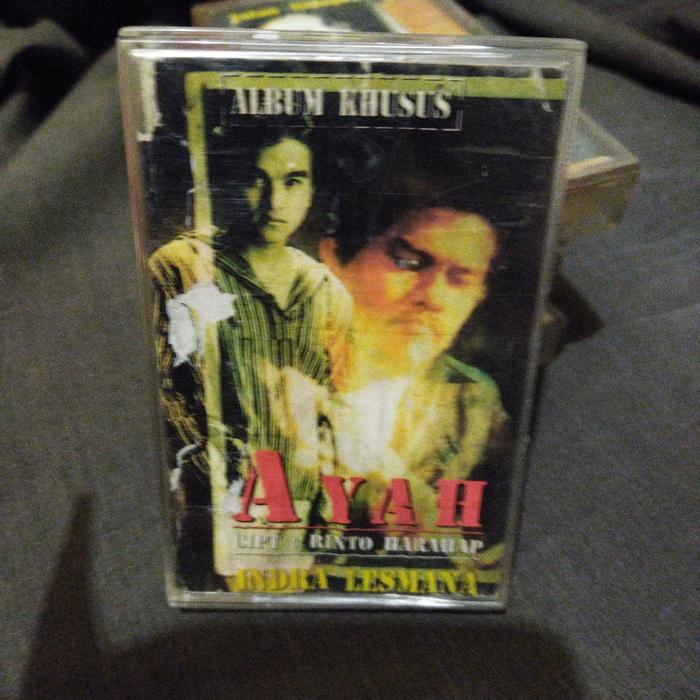 ALBUM KHUSUS
AYAH
CIPT : RINTO HARAHAP
INDRA LESMANA